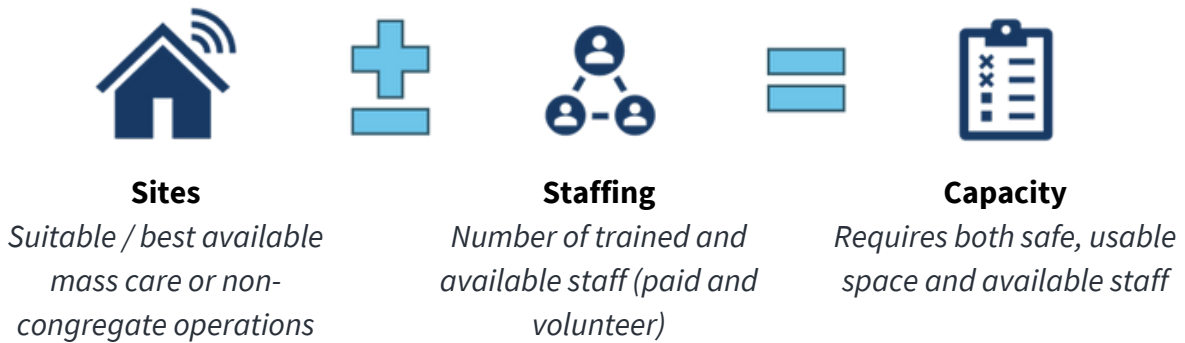 Sites
Suitable / best available
mass care or non-
congregate operations
Staffing
Number of trained and
available staff (paid and
volunteer)
Capacity
Requires both safe, usable
space and available staff